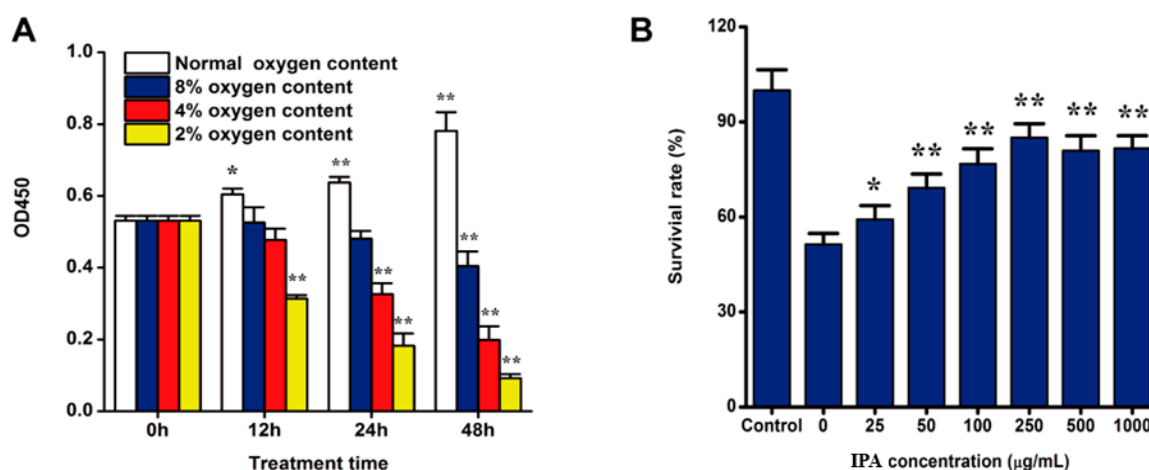 A
1.0
0.8
0.6
0.4
0.2
0.0
OD450
Normal oxygen content
8% oxygen content
4% oxygen content
2% oxygen content
* ** ** ** ** ** ** ** **
0h 12h 24h 48h
Treatment time
B
120
90
60
30
0
Survivial rate (%)
* ** ** ** ** **
Control 0 25 50 100 250 500 1000
IPA concentration (μg/mL)